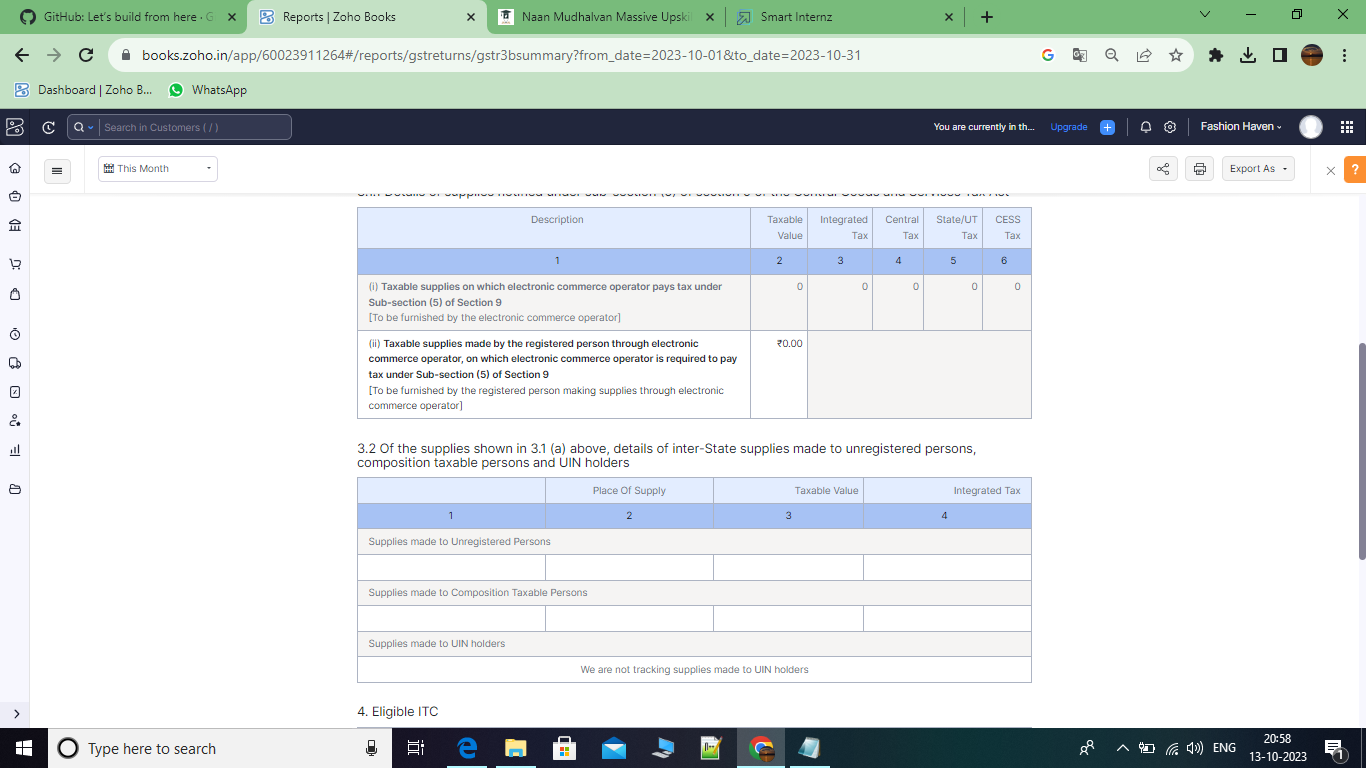 GitHub: Let's build from here · G
Reports | Zoho Books
Naan Mudhalvan Massive Upski
Smart Internz
books.zoho.in/app/60023911264#/reports/gstreturns/gstr3bsummary?from_date=2023-10-01&to_date=2023-10-31
Dashboard | Zoho B...
WhatsApp
Search in Customers ( / )
You are currently in th...
Upgrade
Fashion Haven
This Month
Export As
?
Description
Taxable Value
Integrated Tax
Central Tax
State/UT Tax
CESS Tax
1 2 3 4 5 6
(i) Taxable supplies on which electronic commerce operator pays tax under
Sub-section (5) of Section 9
[To be furnished by the electronic commerce operator]
0 0 0 0 0
(ii) Taxable supplies made by the registered person through electronic
commerce operator, on which electronic commerce operator is required to pay
tax under Sub-section (5) of Section 9
[To be furnished by the registered person making supplies through electronic
commerce operator]
₹0.00
3.2 Of the supplies shown in 3.1 (a) above, details of inter-State supplies made to unregistered persons,
composition taxable persons and UIN holders
Place Of Supply Taxable Value Integrated Tax
1 2 3 4
Supplies made to Unregistered Persons
Supplies made to Composition Taxable Persons
Supplies made to UIN holders
We are not tracking supplies made to UIN holders
4. Eligible ITC
Type here to search
ENG
20:58
13-10-2023
1